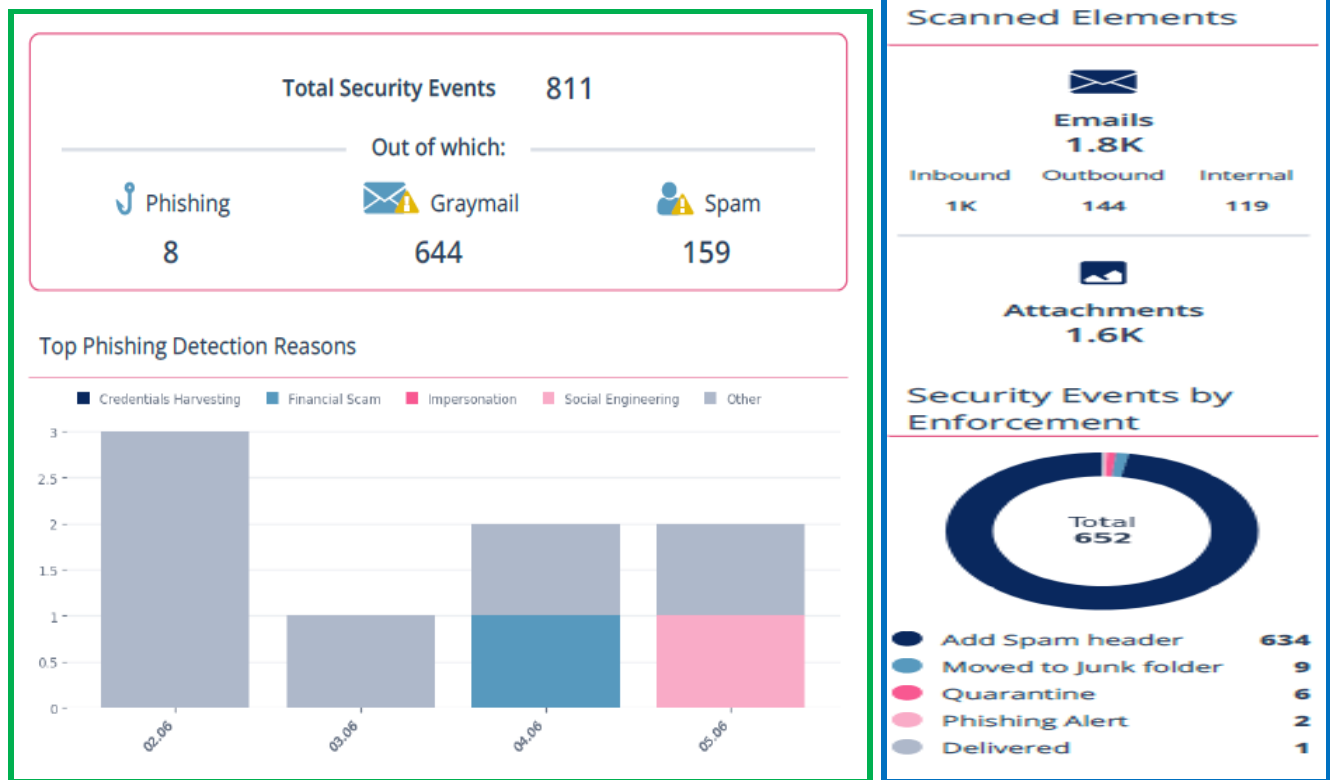 Total Security Events 811
Out of which:
Phishing Graymail Spam
8 644 159
Top Phishing Detection Reasons
Credentials Harvesting Financial Scam Impersonation Social Engineering Other
3
2.5
2
1.5
1
0.5
0
02.06 03.06 04.06 05.06
Scanned Elements
Emails
1.8K
Inbound Outbound Internal
1K 144 119
Attachments
1.6K
Security Events by
Enforcement
Total
652
Add Spam header 634
Moved to Junk folder 9
Quarantine 6
Phishing Alert 2
Delivered 1